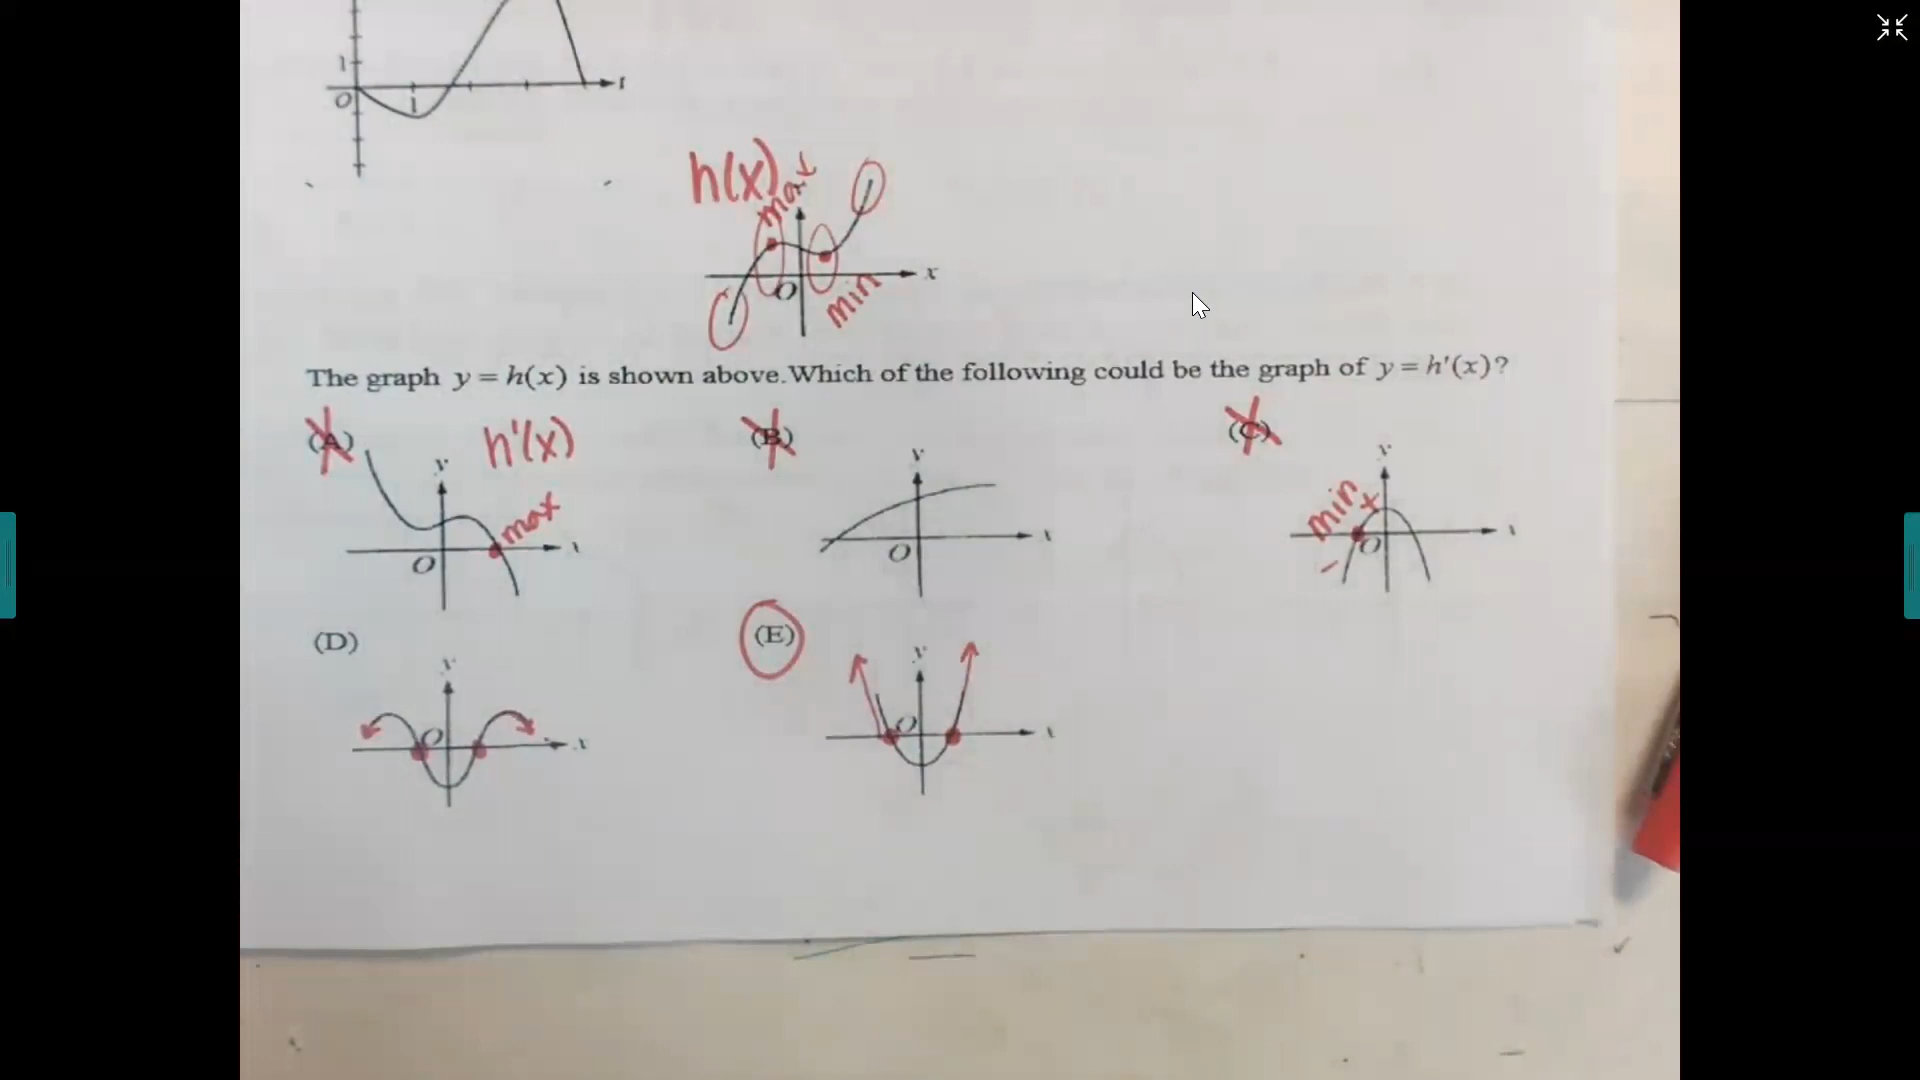 1
O
1
t
h(x)
max
x
O
min
The graph y = h(x) is shown above. Which of the following could be the graph of y = h'(x)?
(A)
h'(x)
y
max
O
x
(B)
y
O
x
(C)
y
min
+
O
x
−
(D)
y
O
x
(E)
y
O
x